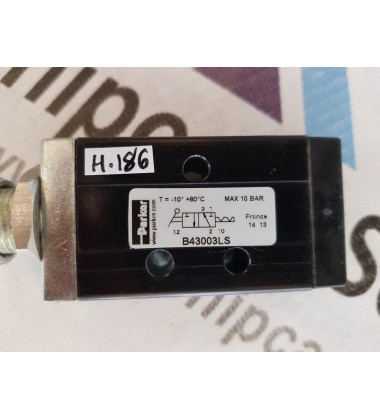 H.186
T = -10° +80°C MAX 10 BAR
Parker
www.parker.com
3 1
12 2 10
France
14 13
B43003LS